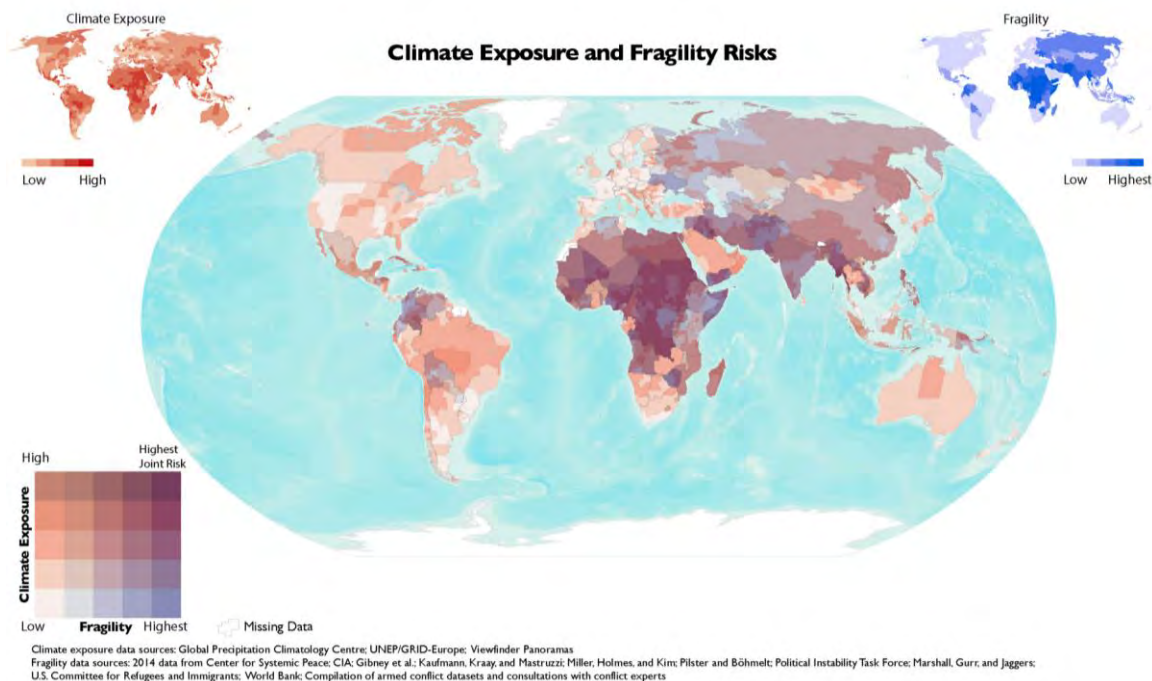 Climate Exposure
Fragility
Climate Exposure and Fragility Risks
Low High
Low Highest
High
Highest
Joint Risk
Climate Exposure
Low Fragility Highest
Missing Data
Climate exposure data sources: Global Precipitation Climatology Centre; UNEP/GRID-Europe; Viewfinder Panoramas
Fragility data sources: 2014 data from Center for Systemic Peace; CIA; Gibney et al.; Kaufmann, Kraay, and Mastruzzi; Miller, Holmes, and Kim; Pilster and Böhmelt; Political Instability Task Force; Marshall, Gurr, and Jaggers;
U.S. Committee for Refugees and Immigrants; World Bank; Compilation of armed conflict datasets and consultations with conflict experts